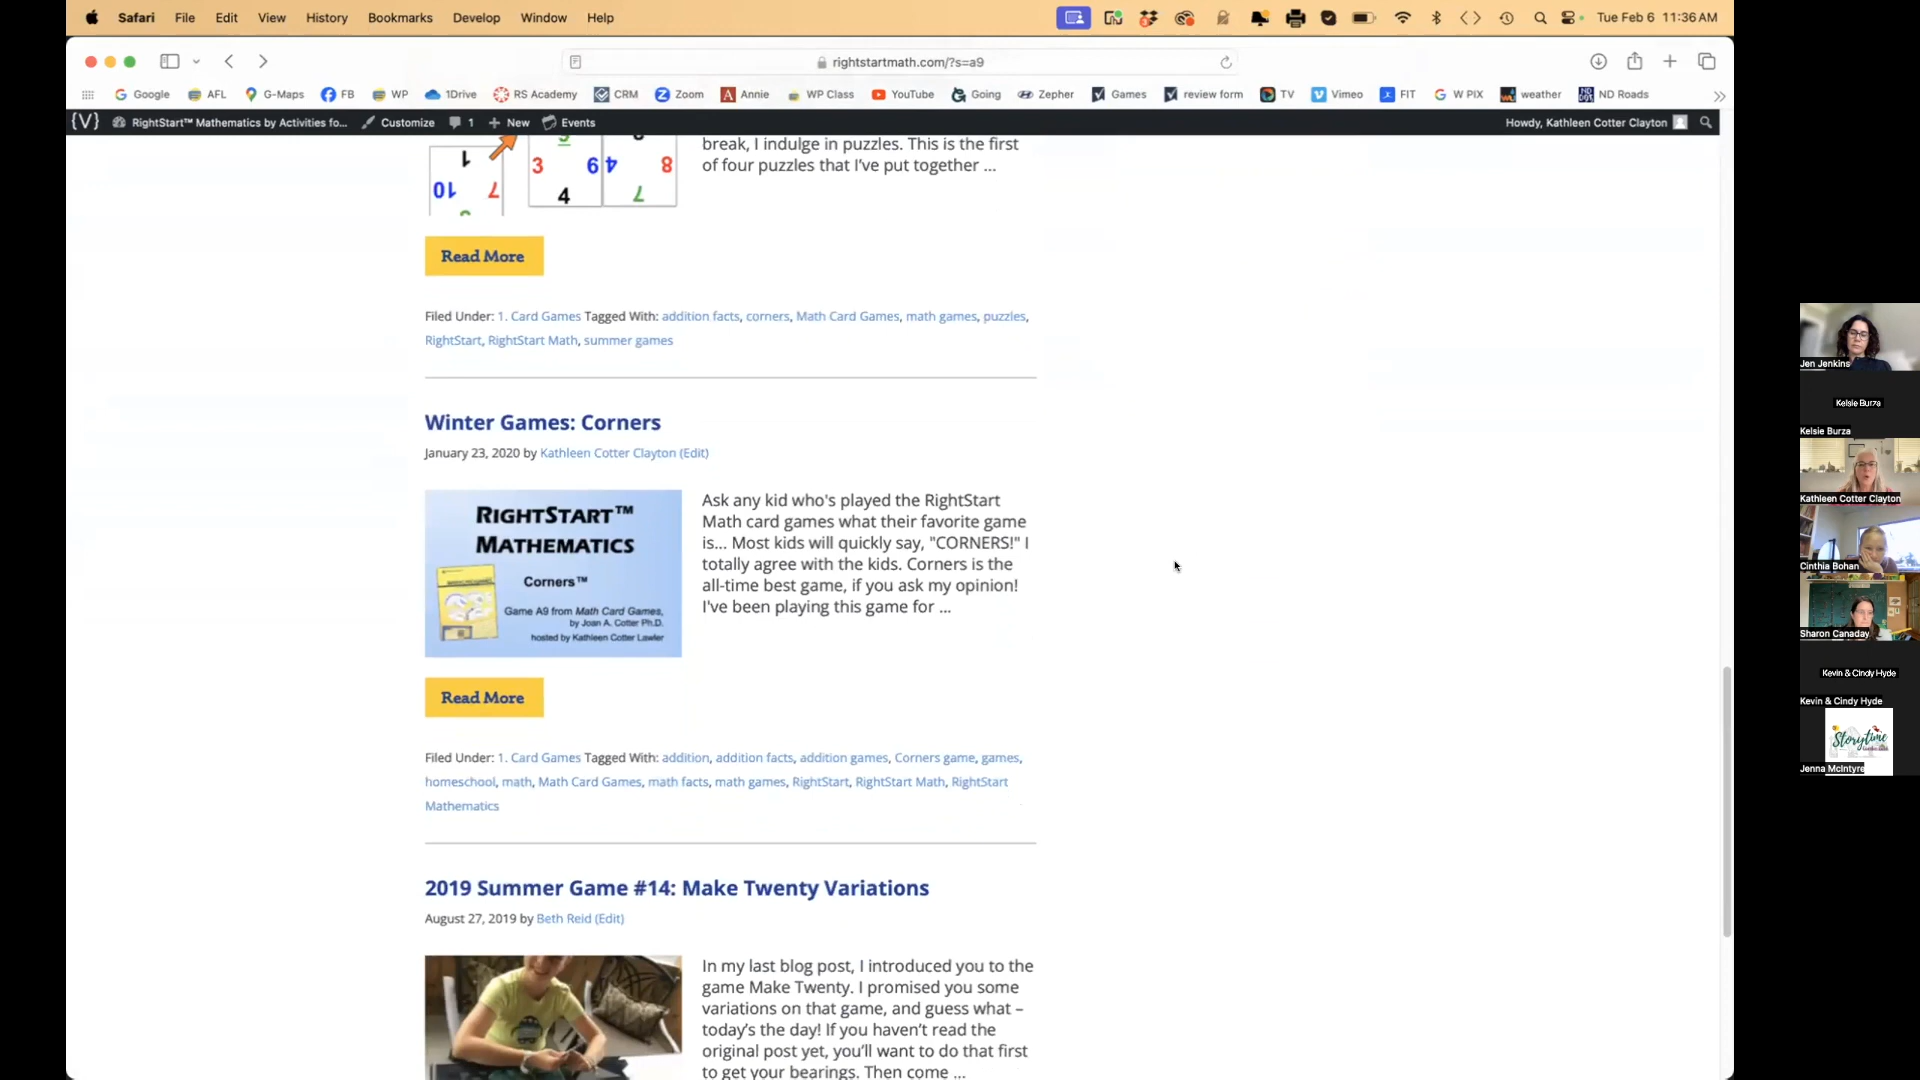 Safari File Edit View History Bookmarks Develop Window Help
Tue Feb 6 11:36 AM
rightstartmath.com/?s=a9
Google AFL G-Maps FB WP 1Drive RS Academy CRM Zoom Annie WP Class YouTube Going Zepher Games review form TV Vimeo FIT W PIX weather ND Roads
{V} RightStart™ Mathematics by Activities fo... Customize 1 New Events
Howdy, Kathleen Cotter Clayton
1
10 7
3 9 4 8
4 7
break, I indulge in puzzles. This is the first
of four puzzles that I've put together ...
Read More
Filed Under: 1. Card Games Tagged With: addition facts, corners, Math Card Games, math games, puzzles,
RightStart, RightStart Math, summer games
Winter Games: Corners
January 23, 2020 by Kathleen Cotter Clayton (Edit)
RIGHTSTART™
MATHEMATICS
Corners™
Game A9 from Math Card Games,
by Joan A. Cotter Ph.D.
hosted by Kathleen Cotter Lawler
Ask any kid who's played the RightStart
Math card games what their favorite game
is... Most kids will quickly say, "CORNERS!" I
totally agree with the kids. Corners is the
all-time best game, if you ask my opinion!
I've been playing this game for ...
Read More
Filed Under: 1. Card Games Tagged With: addition, addition facts, addition games, Corners game, games,
homeschool, math, Math Card Games, math facts, math games, RightStart, RightStart Math, RightStart
Mathematics
2019 Summer Game #14: Make Twenty Variations
August 27, 2019 by Beth Reid (Edit)
In my last blog post, I introduced you to the
game Make Twenty. I promised you some
variations on that game, and guess what –
today's the day! If you haven't read the
original post yet, you'll want to do that first
to get your bearings. Then come ...
Jen Jenkins
Kelsie Burza
Kelsie Burza
Kathleen Cotter Clayton
Cinthia Bohan
Sharon Canaday
Kevin & Cindy Hyde
Kevin & Cindy Hyde
Storytime
Jenna McIntyre